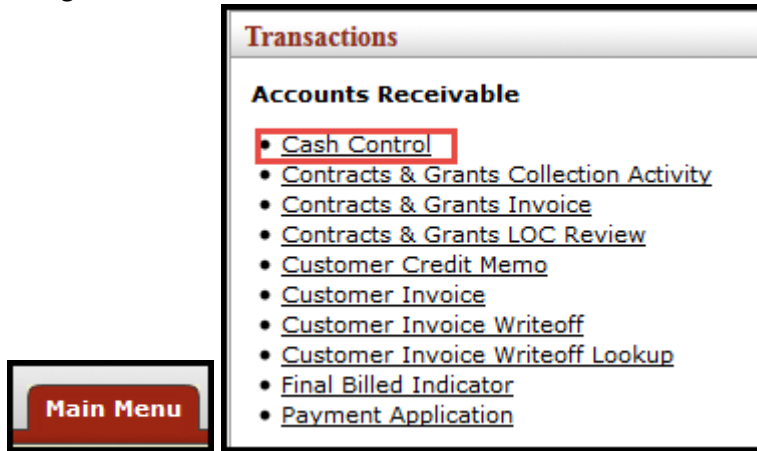 Transactions
Accounts Receivable
• Cash Control
• Contracts & Grants Collection Activity
• Contracts & Grants Invoice
• Contracts & Grants LOC Review
• Customer Credit Memo
• Customer Invoice
• Customer Invoice Writeoff
• Customer Invoice Writeoff Lookup
• Final Billed Indicator
• Payment Application
Main Menu